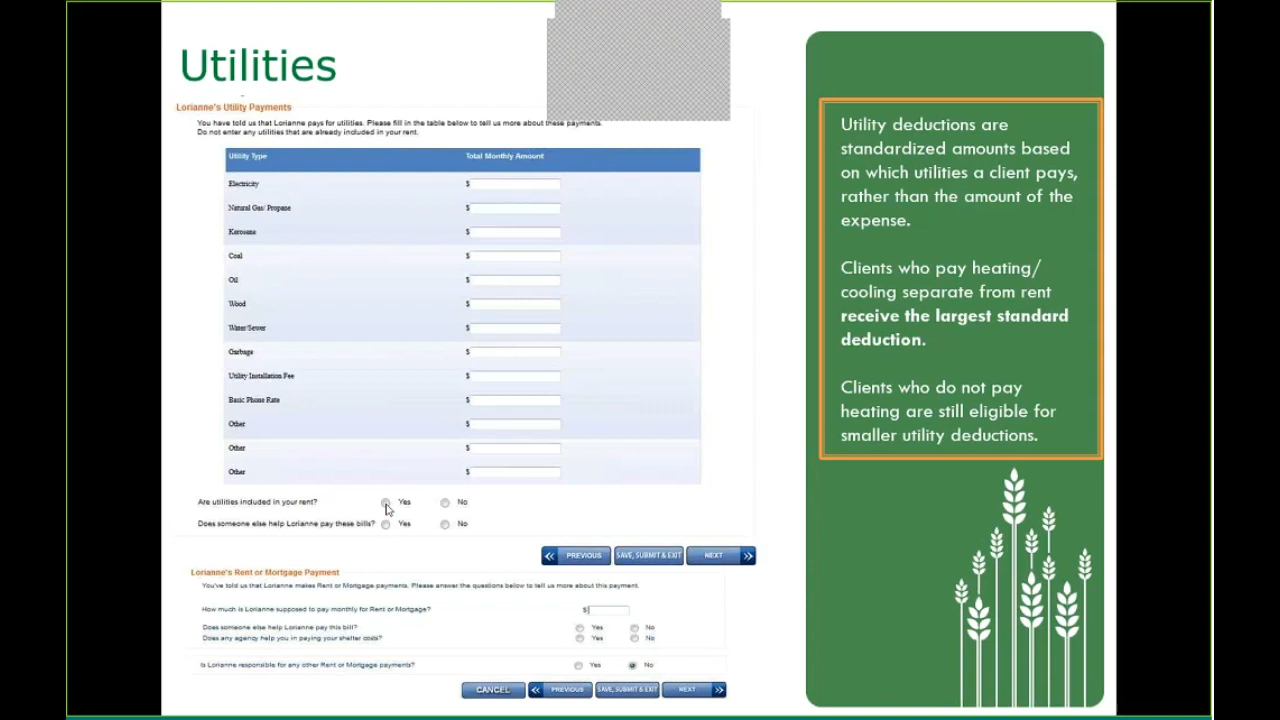 Utilities
Lorianne's Utility Payments
You have told us that Lorianne pays for utilities. Please fill in the table below to tell us more about these payments.
Do not enter any utilities that are already included in your rent.
Utility Type Total Monthly Amount
Electricity $
Natural Gas/ Propane $
Kerosene $
Coal $
Oil $
Wood $
Water/Sewer $
Garbage $
Utility Installation Fee $
Basic Phone Rate $
Other $
Other $
Other $
Are utilities included in your rent? Yes No
Does someone else help Lorianne pay these bills? Yes No
PREVIOUS SAVE, SUBMIT & EXIT NEXT
Lorianne's Rent or Mortgage Payment
You've told us that Lorianne makes Rent or Mortgage payments. Please answer the questions below to tell us more about this payment.
How much is Lorianne supposed to pay monthly for Rent or Mortgage? $
Does someone else help Lorianne pay this bill? Yes No
Does any agency help you in paying your shelter costs? Yes No
Is Lorianne responsible for any other Rent or Mortgage payments? Yes No
CANCEL PREVIOUS SAVE, SUBMIT & EXIT NEXT
Utility deductions are
standardized amounts based
on which utilities a client pays,
rather than the amount of the
expense.
Clients who pay heating/
cooling separate from rent
receive the largest standard
deduction.
Clients who do not pay
heating are still eligible for
smaller utility deductions.